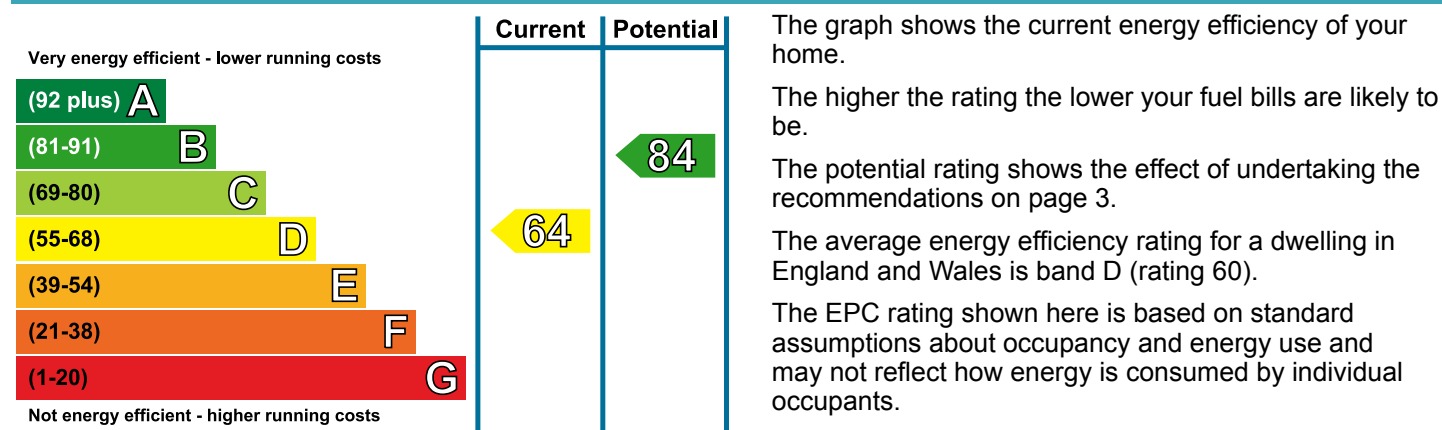 Current Potential
Very energy efficient - lower running costs
(92 plus) A
(81-91) B
84
(69-80) C
(55-68) D
64
(39-54) E
(21-38) F
(1-20) G
Not energy efficient - higher running costs
The graph shows the current energy efficiency of your
home.
The higher the rating the lower your fuel bills are likely to
be.
The potential rating shows the effect of undertaking the
recommendations on page 3.
The average energy efficiency rating for a dwelling in
England and Wales is band D (rating 60).
The EPC rating shown here is based on standard
assumptions about occupancy and energy use and
may not reflect how energy is consumed by individual
occupants.